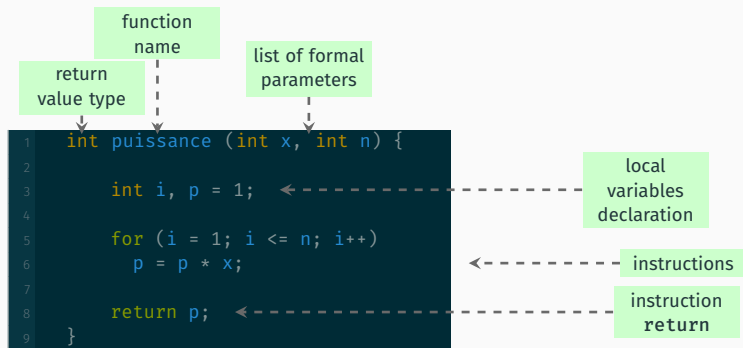 function
name
list of formal
parameters
return
value type
1 int puissance (int x, int n) {
2
3 int i, p = 1;
4
5 for (i = 1; i <= n; i++)
6 p = p * x;
7
8 return p;
9 }
local
variables
declaration
instructions
instruction
return